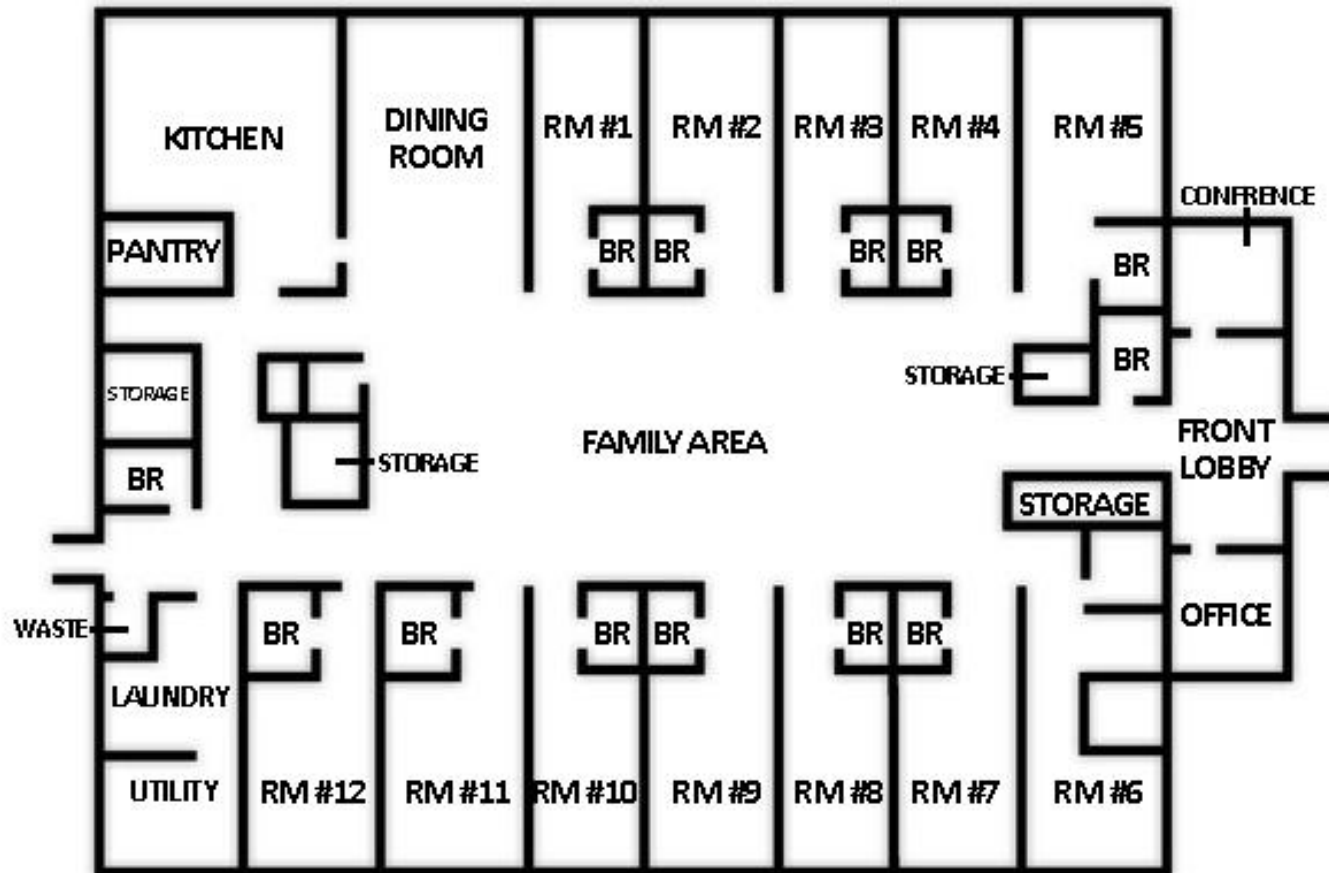 KITCHEN
DINING
ROOM
RM #1
RM #2
RM #3
RM #4
RM #5
CONFRENCE
PANTRY
BR
BR
BR
BR
BR
STORAGE
STORAGE
BR
FAMILY AREA
FRONT
LOBBY
STORAGE
BR
STORAGE
OFFICE
WASTE
BR
BR
BR
BR
BR
BR
LAUNDRY
UTILITY
RM #12
RM #11
RM #10
RM #9
RM #8
RM #7
RM #6